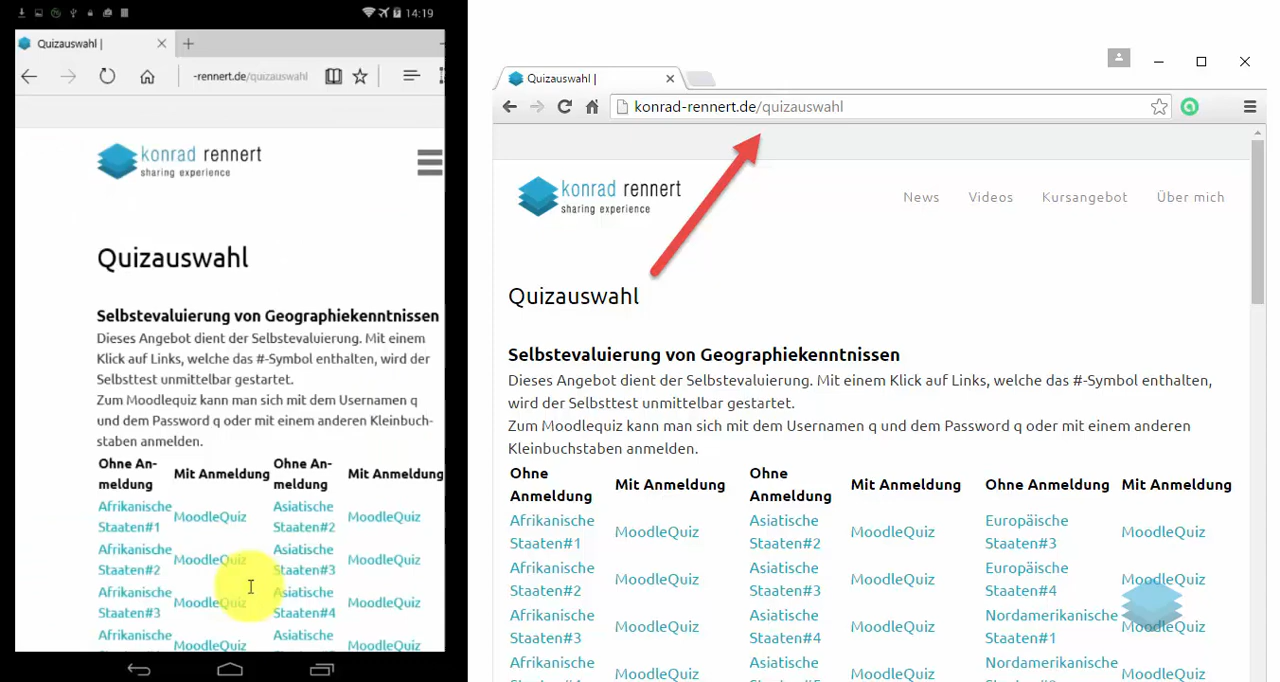 14:19
Quizauswahl |
-rennert.de/quizauswahl
konrad rennert
sharing experience
Quizauswahl
Selbstevaluierung von Geographiekenntnissen
Dieses Angebot dient der Selbstevaluierung. Mit einem
Klick auf Links, welche das #-Symbol enthalten, wird der
Selbsttest unmittelbar gestartet.
Zum Moodlequiz kann man sich mit dem Usernamen q
und dem Password q oder mit einem anderen Kleinbuch-
staben anmelden.
Ohne An-
meldung
Mit Anmeldung
Ohne An-
meldung
Mit Anmeldung
Afrikanische
Staaten#1
MoodleQuiz
Asiatische
Staaten#2
MoodleQuiz
Afrikanische
Staaten#2
MoodleQuiz
Asiatische
Staaten#3
MoodleQuiz
Afrikanische
Staaten#3
MoodleQuiz
Asiatische
Staaten#4
MoodleQuiz
Afrikanische
MoodleQuiz
Asiatische
MoodleQuiz
Quizauswahl |
konrad-rennert.de/quizauswahl
konrad rennert
sharing experience
News Videos Kursangebot Über mich
Quizauswahl
Selbstevaluierung von Geographiekenntnissen
Dieses Angebot dient der Selbstevaluierung. Mit einem Klick auf Links, welche das #-Symbol enthalten,
wird der Selbsttest unmittelbar gestartet.
Zum Moodlequiz kann man sich mit dem Usernamen q und dem Password q oder mit einem anderen
Kleinbuchstaben anmelden.
Ohne
Anmeldung
Mit Anmeldung
Ohne
Anmeldung
Mit Anmeldung
Ohne Anmeldung
Mit Anmeldung
Afrikanische
Staaten#1
MoodleQuiz
Asiatische
Staaten#2
MoodleQuiz
Europäische
Staaten#3
MoodleQuiz
Afrikanische
Staaten#2
MoodleQuiz
Asiatische
Staaten#3
MoodleQuiz
Europäische
Staaten#4
MoodleQuiz
Afrikanische
Staaten#3
MoodleQuiz
Asiatische
Staaten#4
MoodleQuiz
Nordamerikanische
Staaten#1
MoodleQuiz
Afrikanische
MoodleQuiz
Asiatische
MoodleQuiz
Nordamerikanische
MoodleQuiz